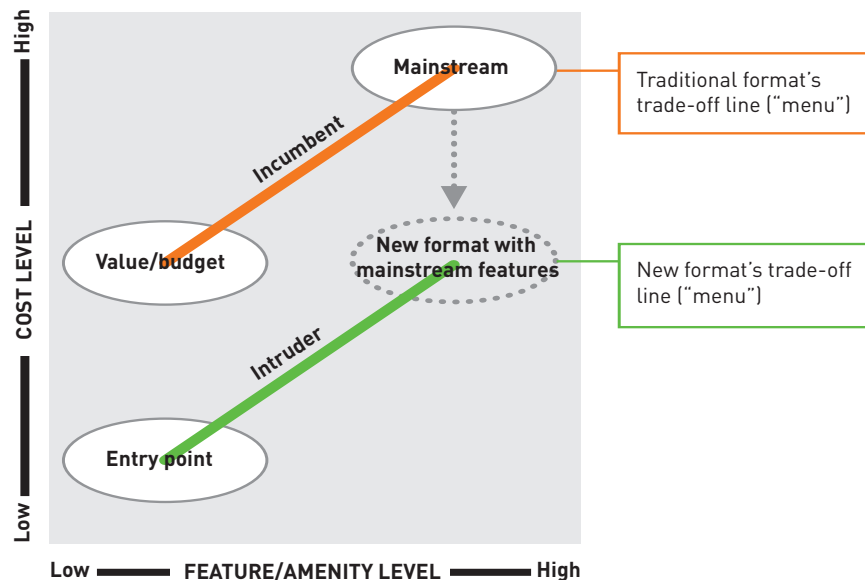 High
COST LEVEL
Low
Mainstream
Incumbent
Value/budget
New format with
mainstream features
Intruder
Entry point
Traditional format’s
trade-off line (“menu”)
New format’s trade-off
line (“menu”)
Low FEATURE/AMENITY LEVEL High